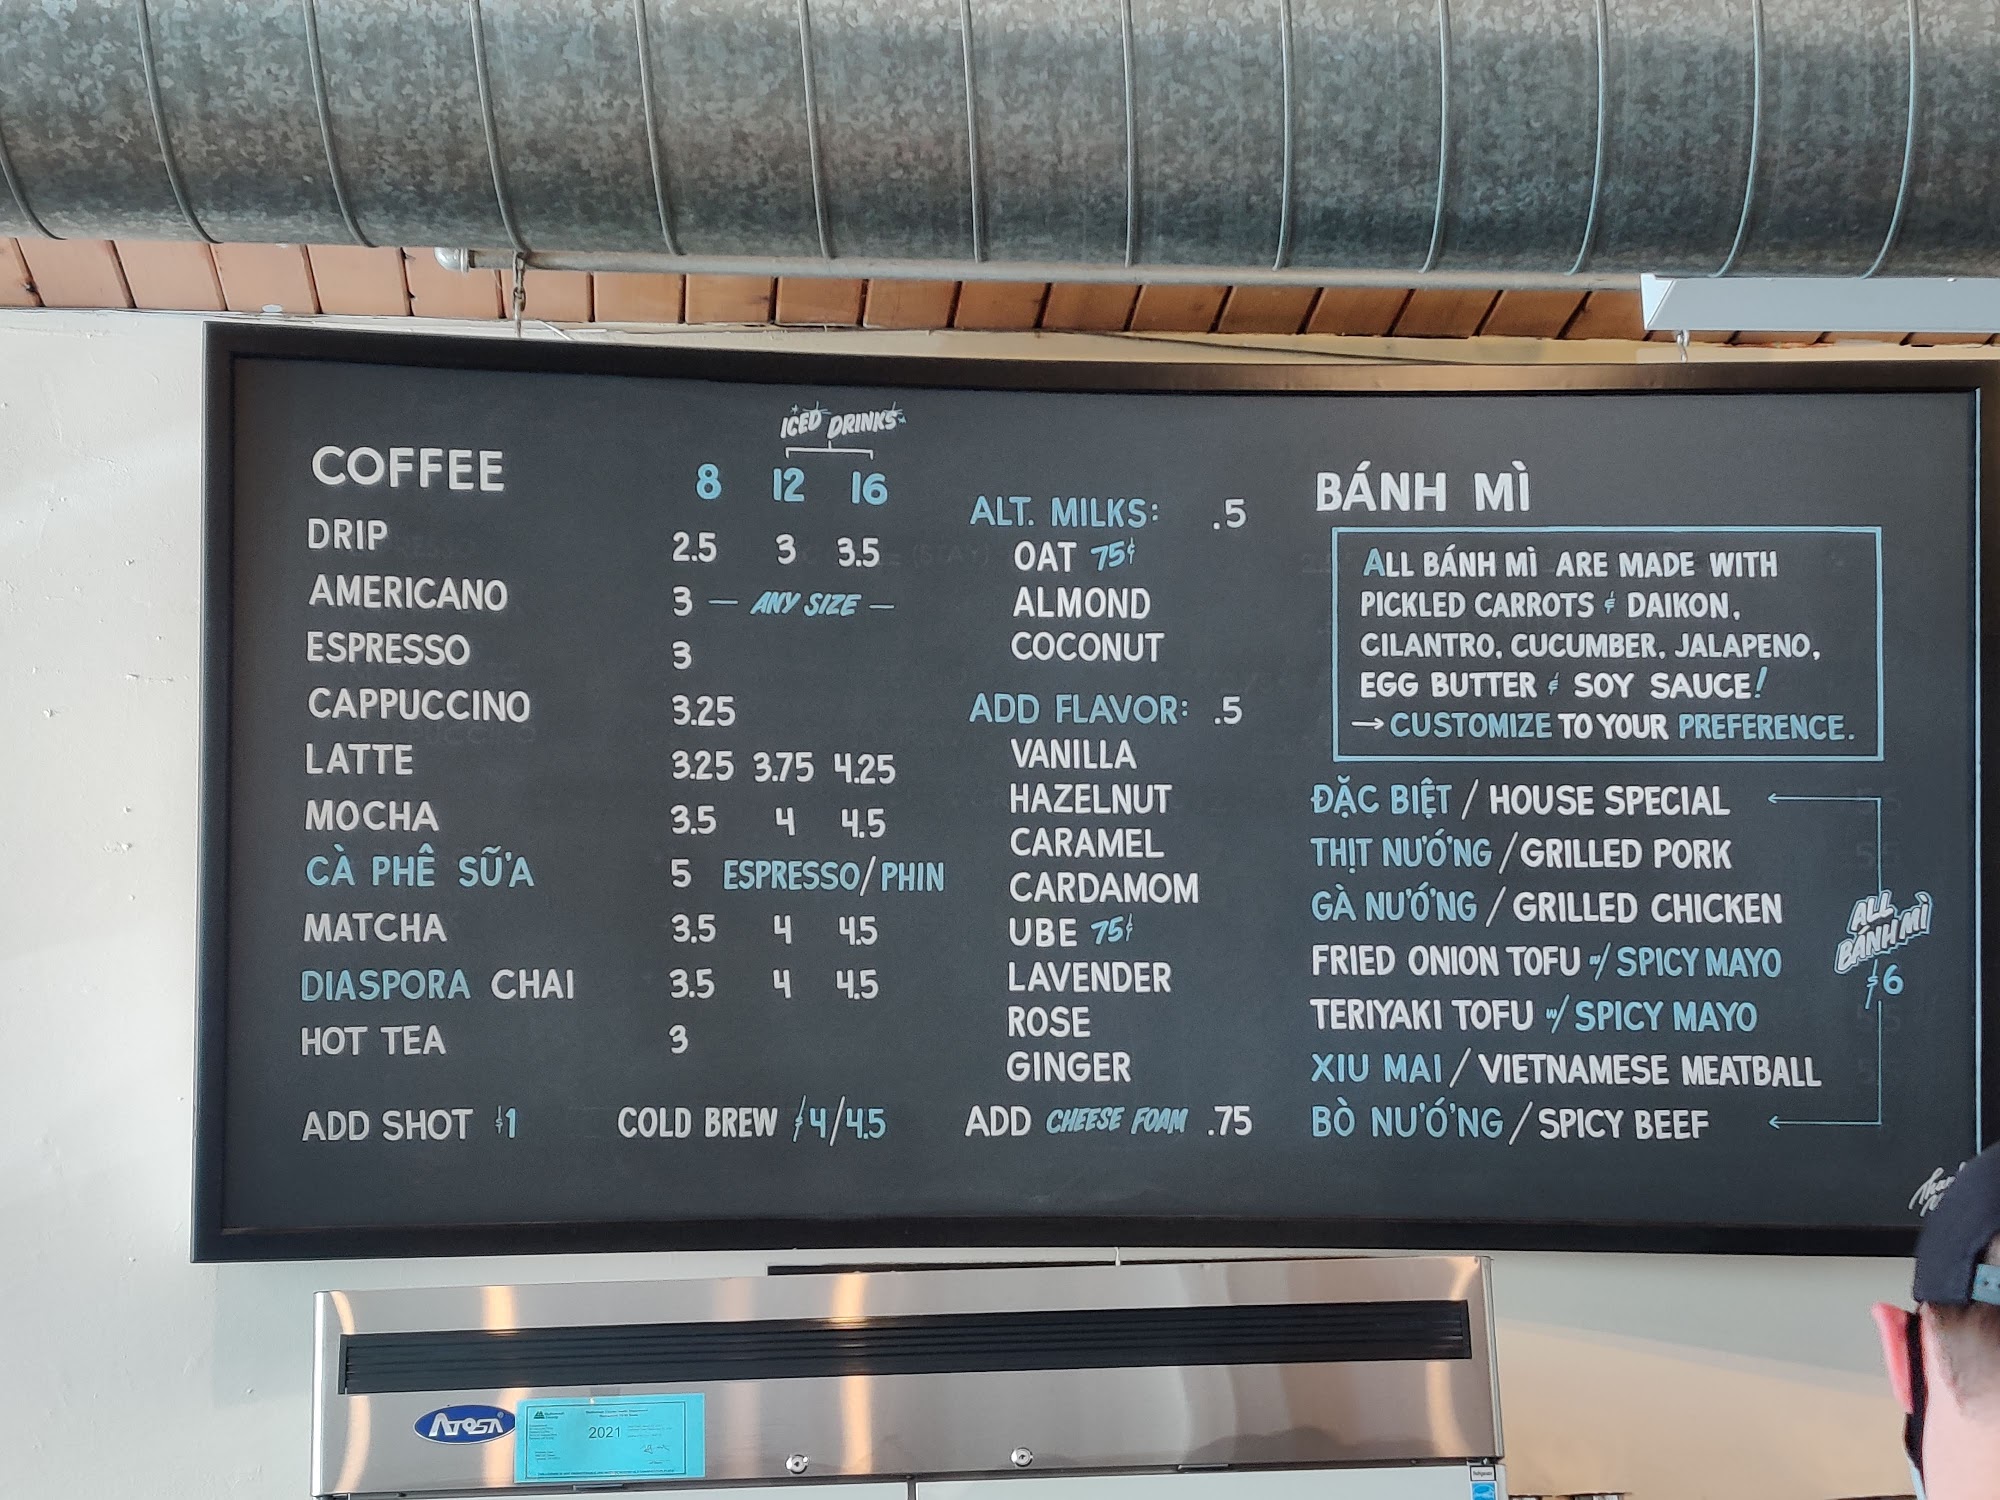 ICED DRINKS
COFFEE 8 12 16
DRIP 2.5 3 3.5
AMERICANO 3 — ANY SIZE —
ESPRESSO 3
CAPPUCCINO 3.25
LATTE 3.25 3.75 4.25
MOCHA 3.5 4 4.5
CÀ PHÊ SỮA 5 ESPRESSO/PHIN
MATCHA 3.5 4 4.5
DIASPORA CHAI 3.5 4 4.5
HOT TEA 3
ADD SHOT $1
COLD BREW $4/4.5
ALT. MILKS: .5
OAT 75¢
ALMOND
COCONUT
ADD FLAVOR: .5
VANILLA
HAZELNUT
CARAMEL
CARDAMOM
UBE 75¢
LAVENDER
ROSE
GINGER
ADD CHEESE FOAM .75
BÁNH MÌ
ALL BÁNH MÌ ARE MADE WITH
PICKLED CARROTS & DAIKON,
CILANTRO, CUCUMBER, JALAPENO,
EGG BUTTER & SOY SAUCE!
→ CUSTOMIZE TO YOUR PREFERENCE.
ĐẶC BIỆT / HOUSE SPECIAL
THỊT NƯỚNG / GRILLED PORK
GÀ NƯỚNG / GRILLED CHICKEN
FRIED ONION TOFU w/ SPICY MAYO
TERIYAKI TOFU w/ SPICY MAYO
XIU MAI / VIETNAMESE MEATBALL
BÒ NƯỚNG / SPICY BEEF
ALL
BÁNH MÌ
$6
ATOSA
2021